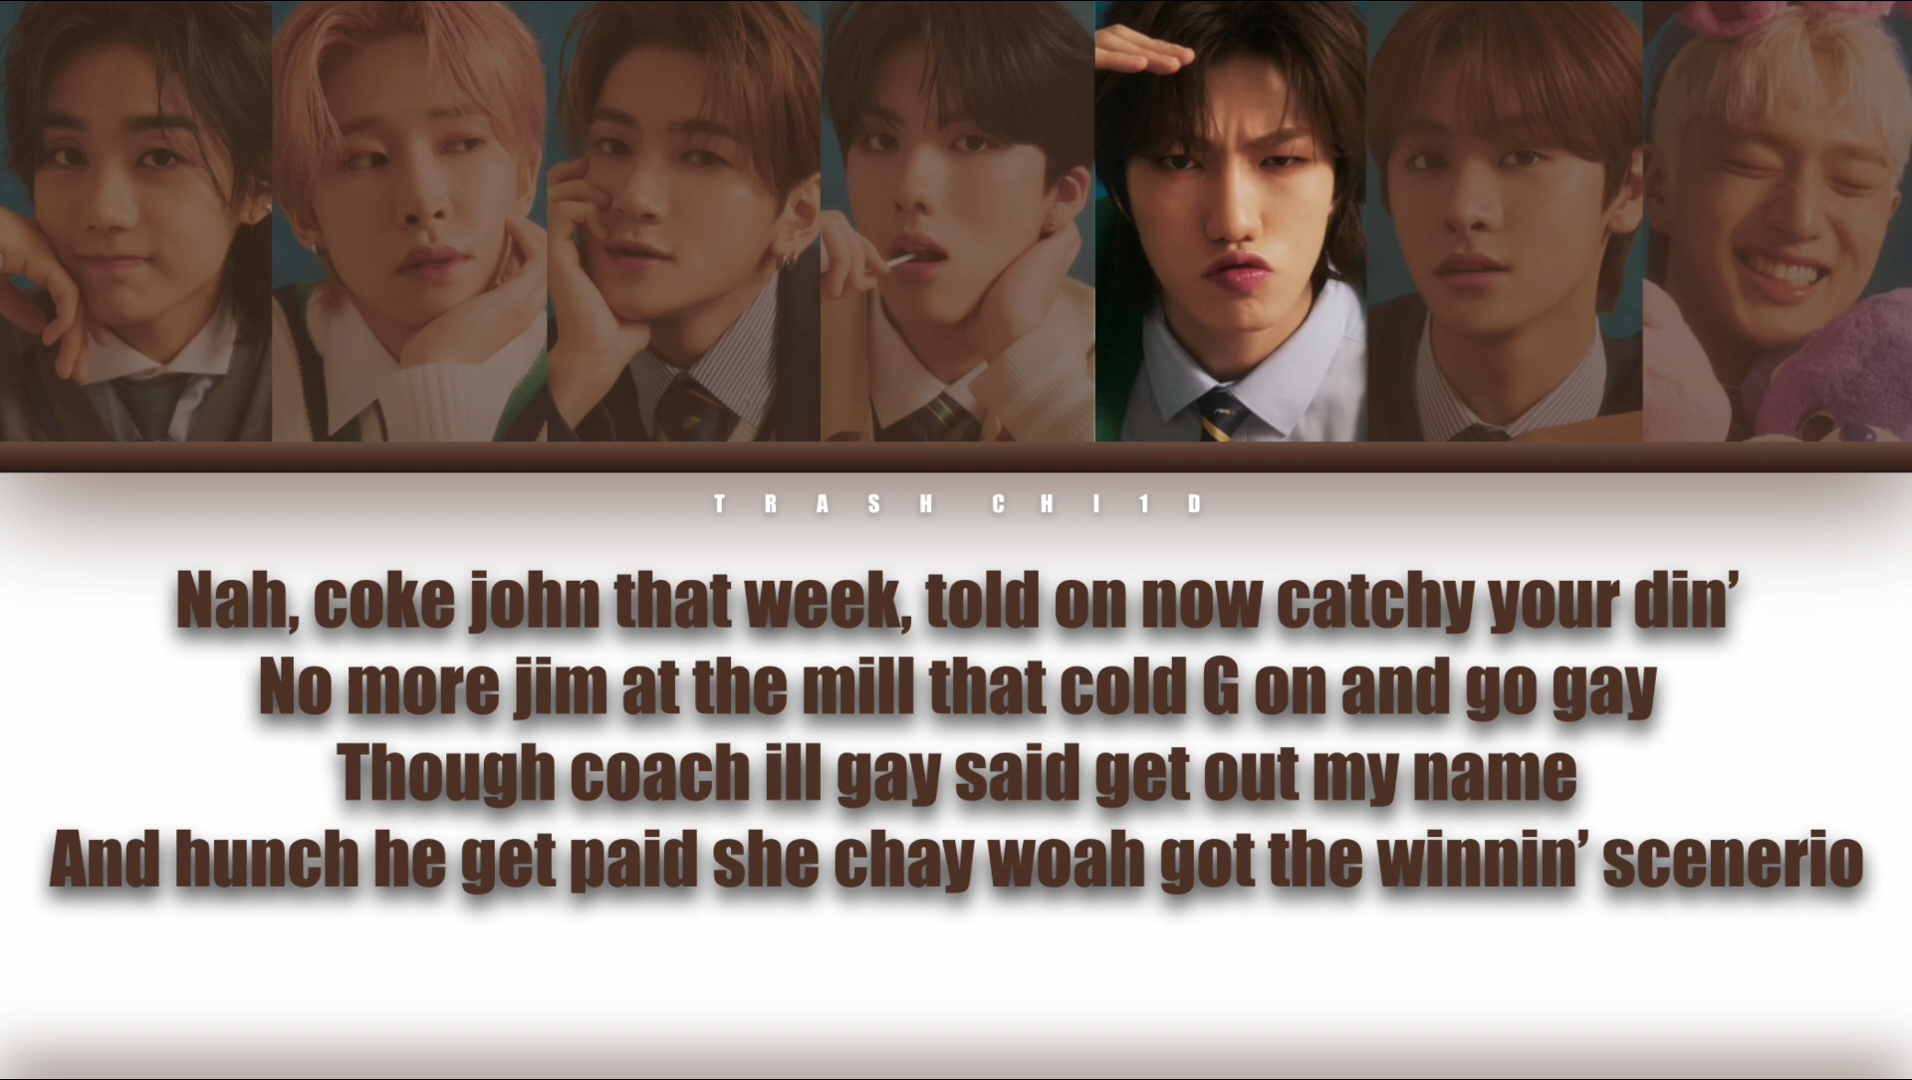 TRASH CHI1D
Nah, coke john that week, told on now catchy your din’
No more jim at the mill that cold G on and go gay
Though coach ill gay said get out my name
And hunch he get paid she chay woah got the winnin’ scenerio